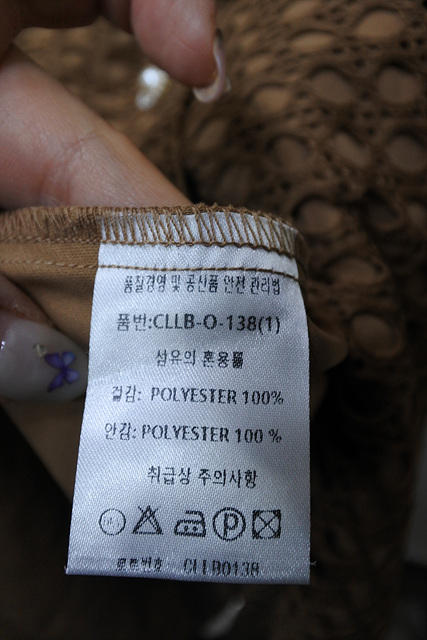 품질경영 및 공산품 안전 관리법
품번:CLLB-O-138(1)
섬유의 혼용률
겉감: POLYESTER 100%
안감: POLYESTER 100 %
취급상 주의사항
P
CLLB0138